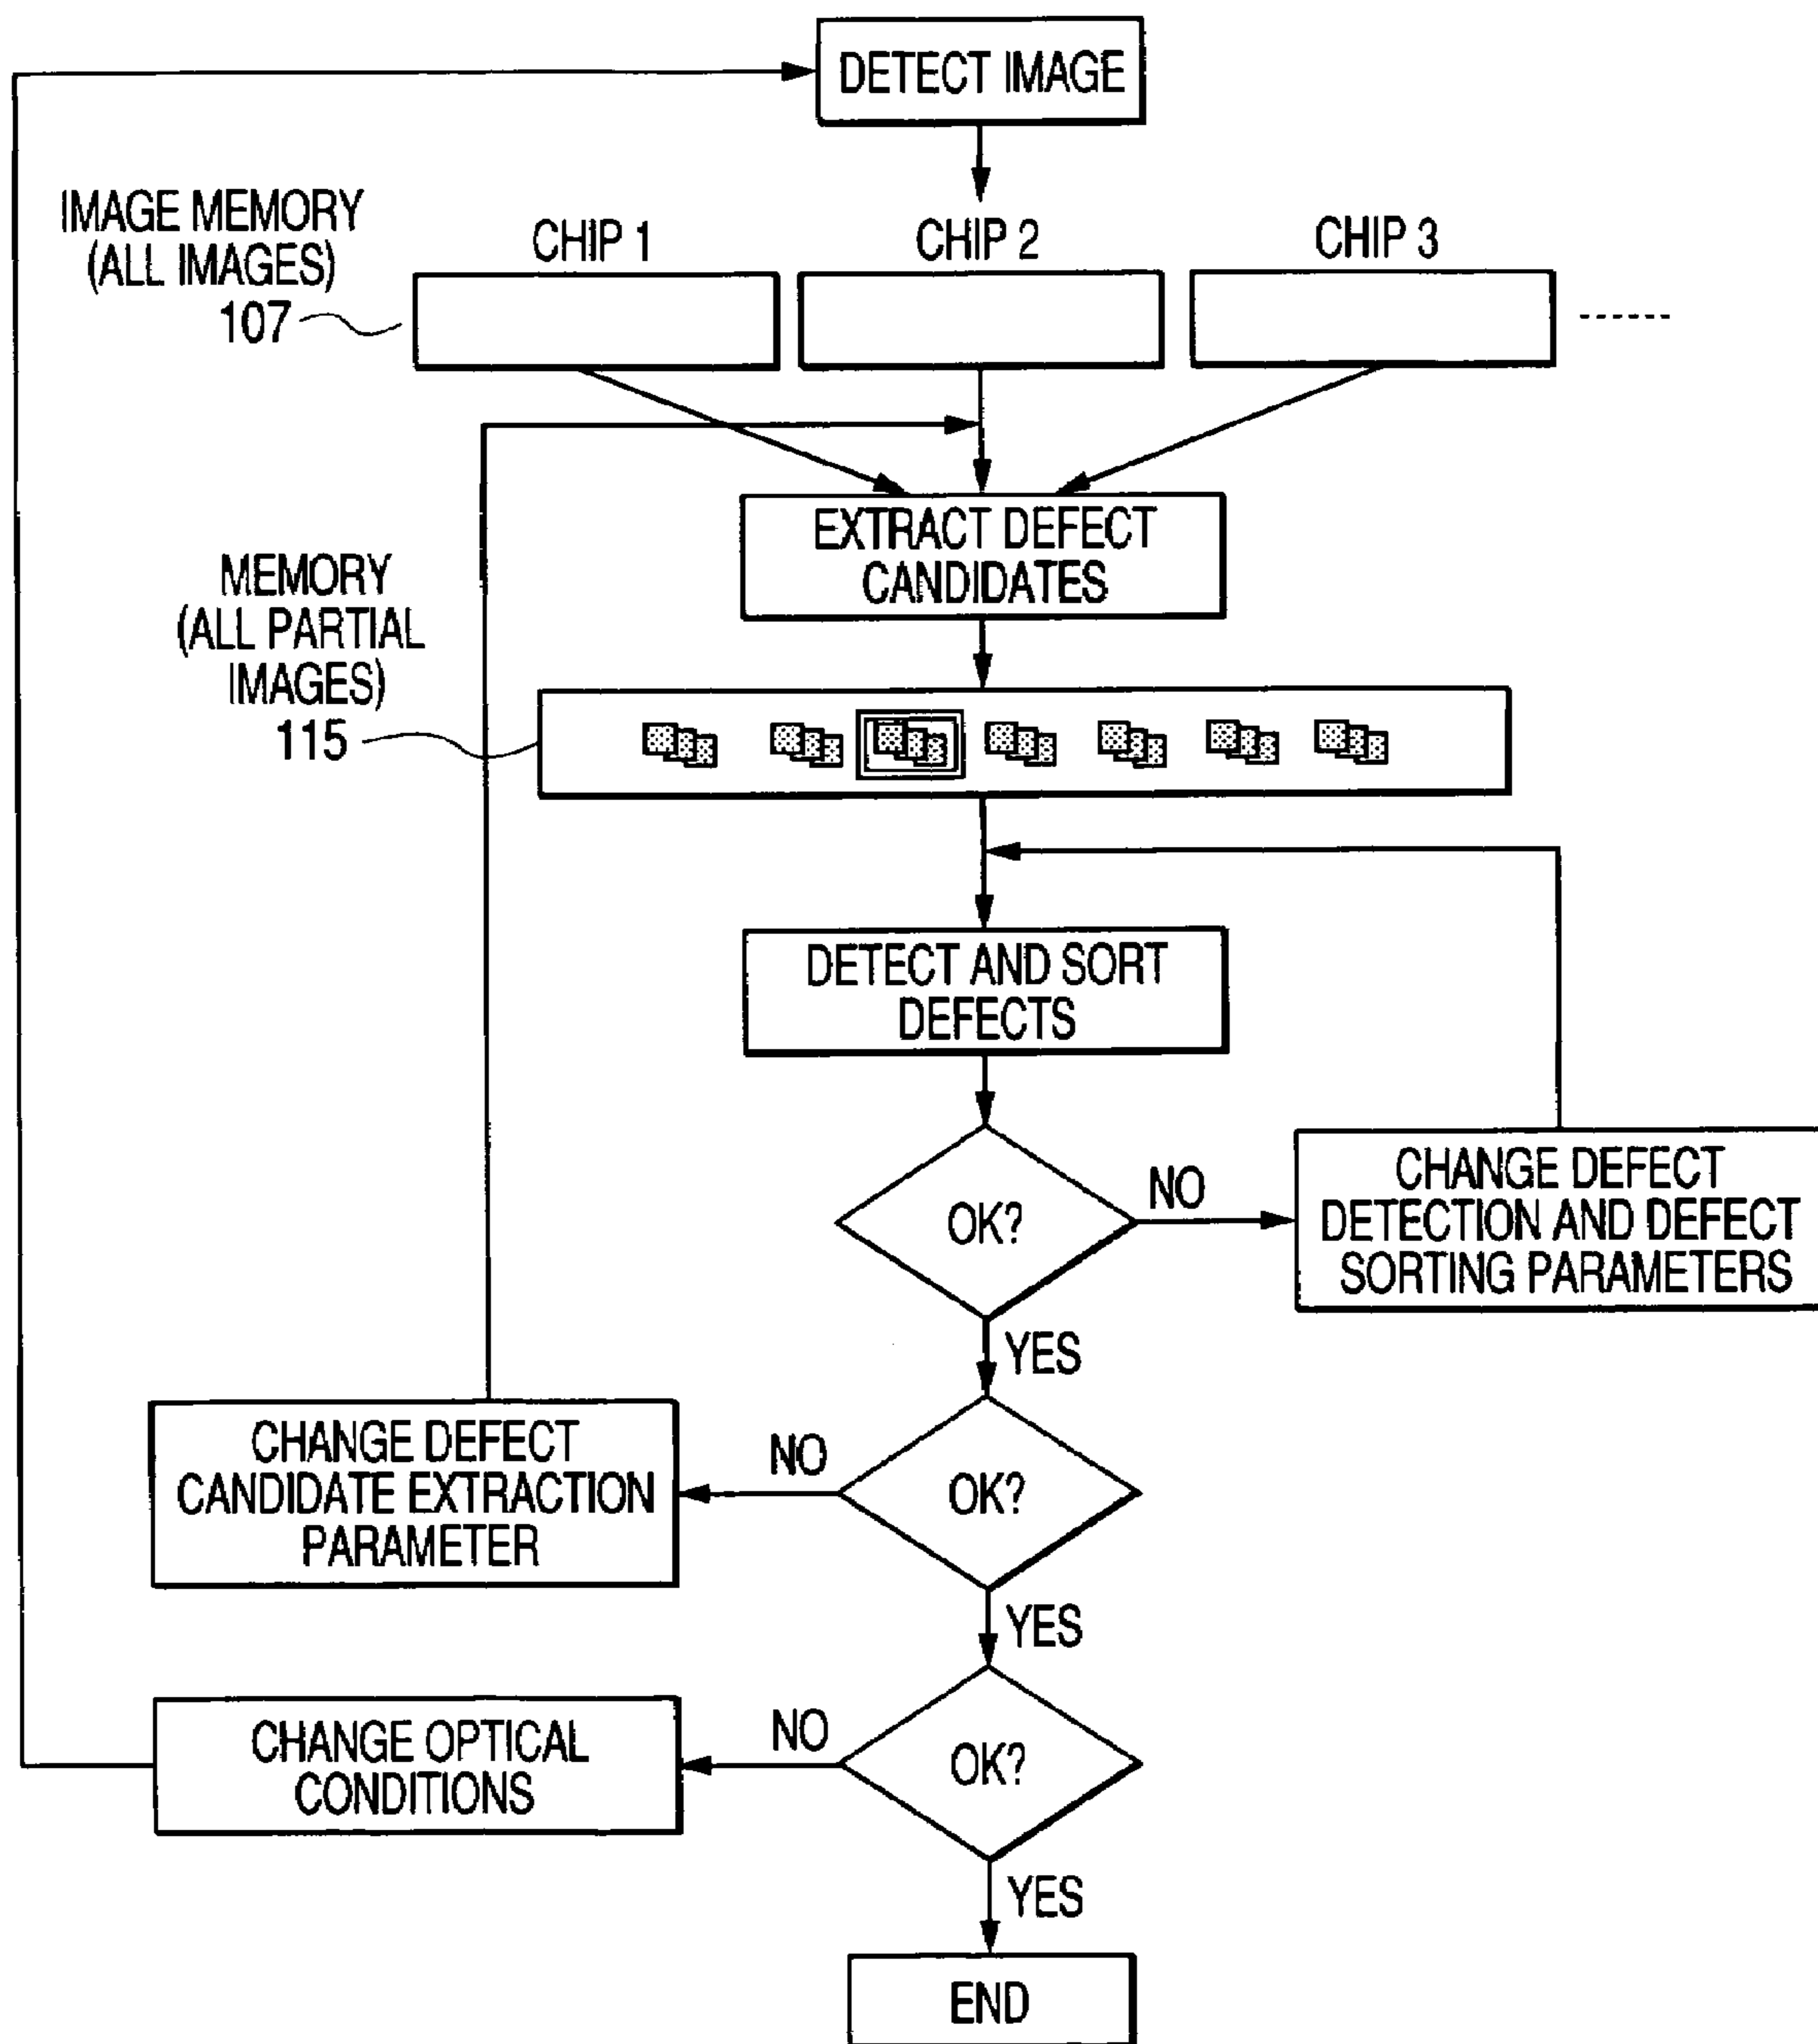 DETECT IMAGE
IMAGE MEMORY
(ALL IMAGES)
107
CHIP 1
CHIP 2
CHIP 3
EXTRACT DEFECT
CANDIDATES
MEMORY
(ALL PARTIAL
IMAGES)
115
DETECT AND SORT
DEFECTS
OK?
NO
CHANGE DEFECT
DETECTION AND DEFECT
SORTING PARAMETERS
YES
CHANGE DEFECT
CANDIDATE EXTRACTION
PARAMETER
NO
OK?
YES
CHANGE OPTICAL
CONDITIONS
NO
OK?
YES
END